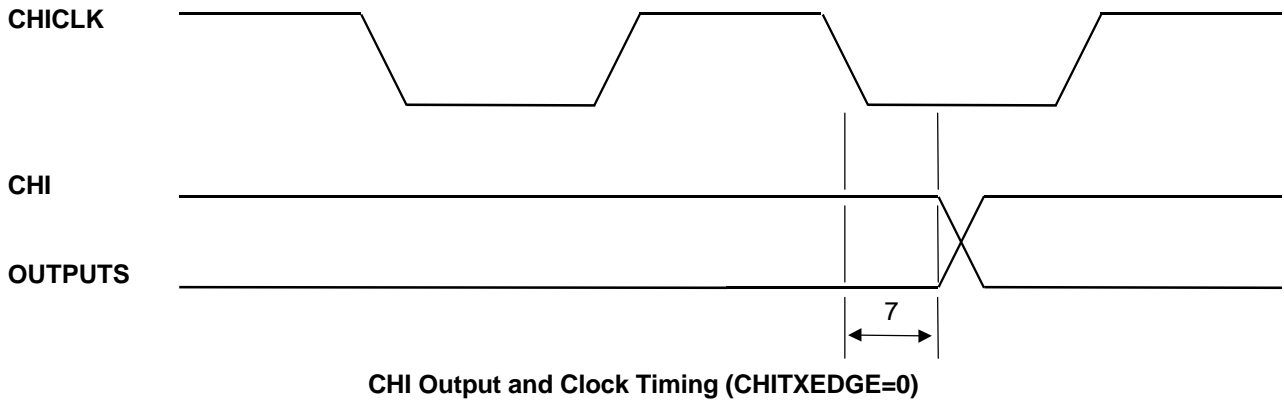 CHICLK
CHI
OUTPUTS
7
CHI Output and Clock Timing (CHITXEDGE=0)